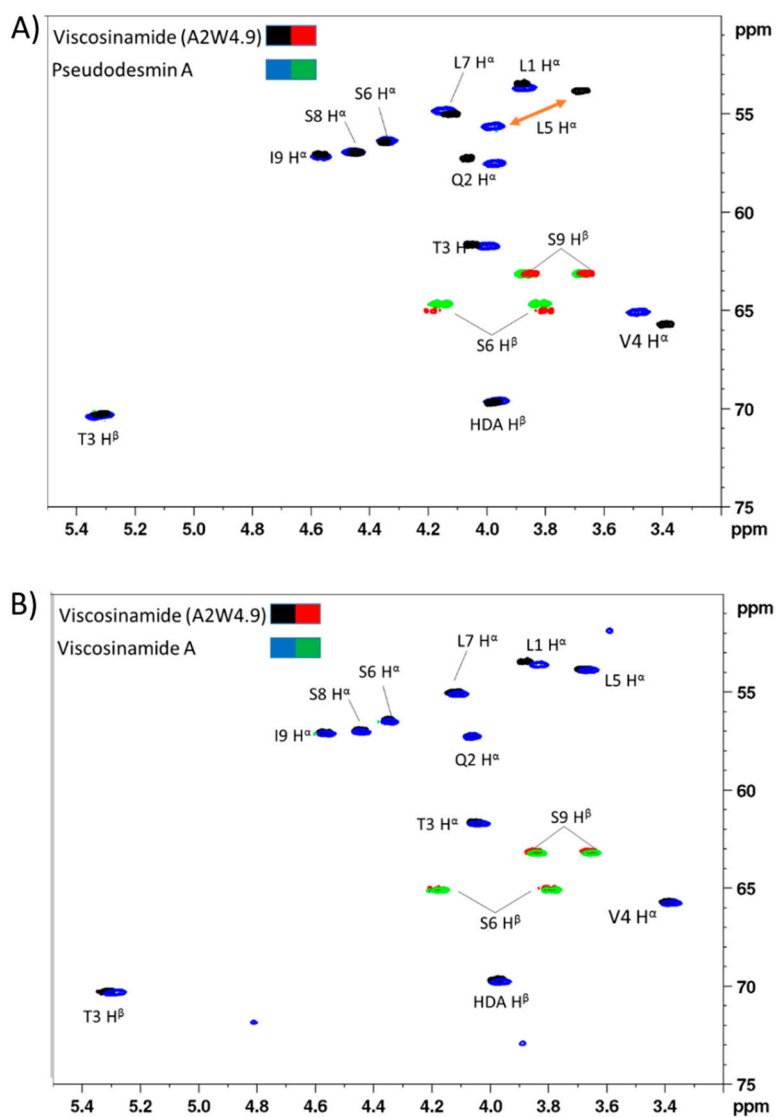 A)
Viscosinamide (A2W4.9)
Pseudodesmin A
L7 Hα
L1 Hα
S6 Hα
S8 Hα
I9 Hα
L5 Hα
Q2 Hα
T3 H
S9 Hβ
S6 Hβ
V4 Hα
T3 Hβ
HDA Hβ
ppm
55
60
65
70
75
5.4 5.2 5.0 4.8 4.6 4.4 4.2 4.0 3.8 3.6 3.4 ppm
B)
Viscosinamide (A2W4.9)
Viscosinamide A
L7 Hα
L1 Hα
S6 Hα
S8 Hα
L5 Hα
I9 Hα
Q2 Hα
T3 Hα
S9 Hβ
S6 Hβ
V4 Hα
T3 Hβ
HDA Hβ
ppm
55
60
65
70
75
5.4 5.2 5.0 4.8 4.6 4.4 4.2 4.0 3.8 3.6 3.4 ppm